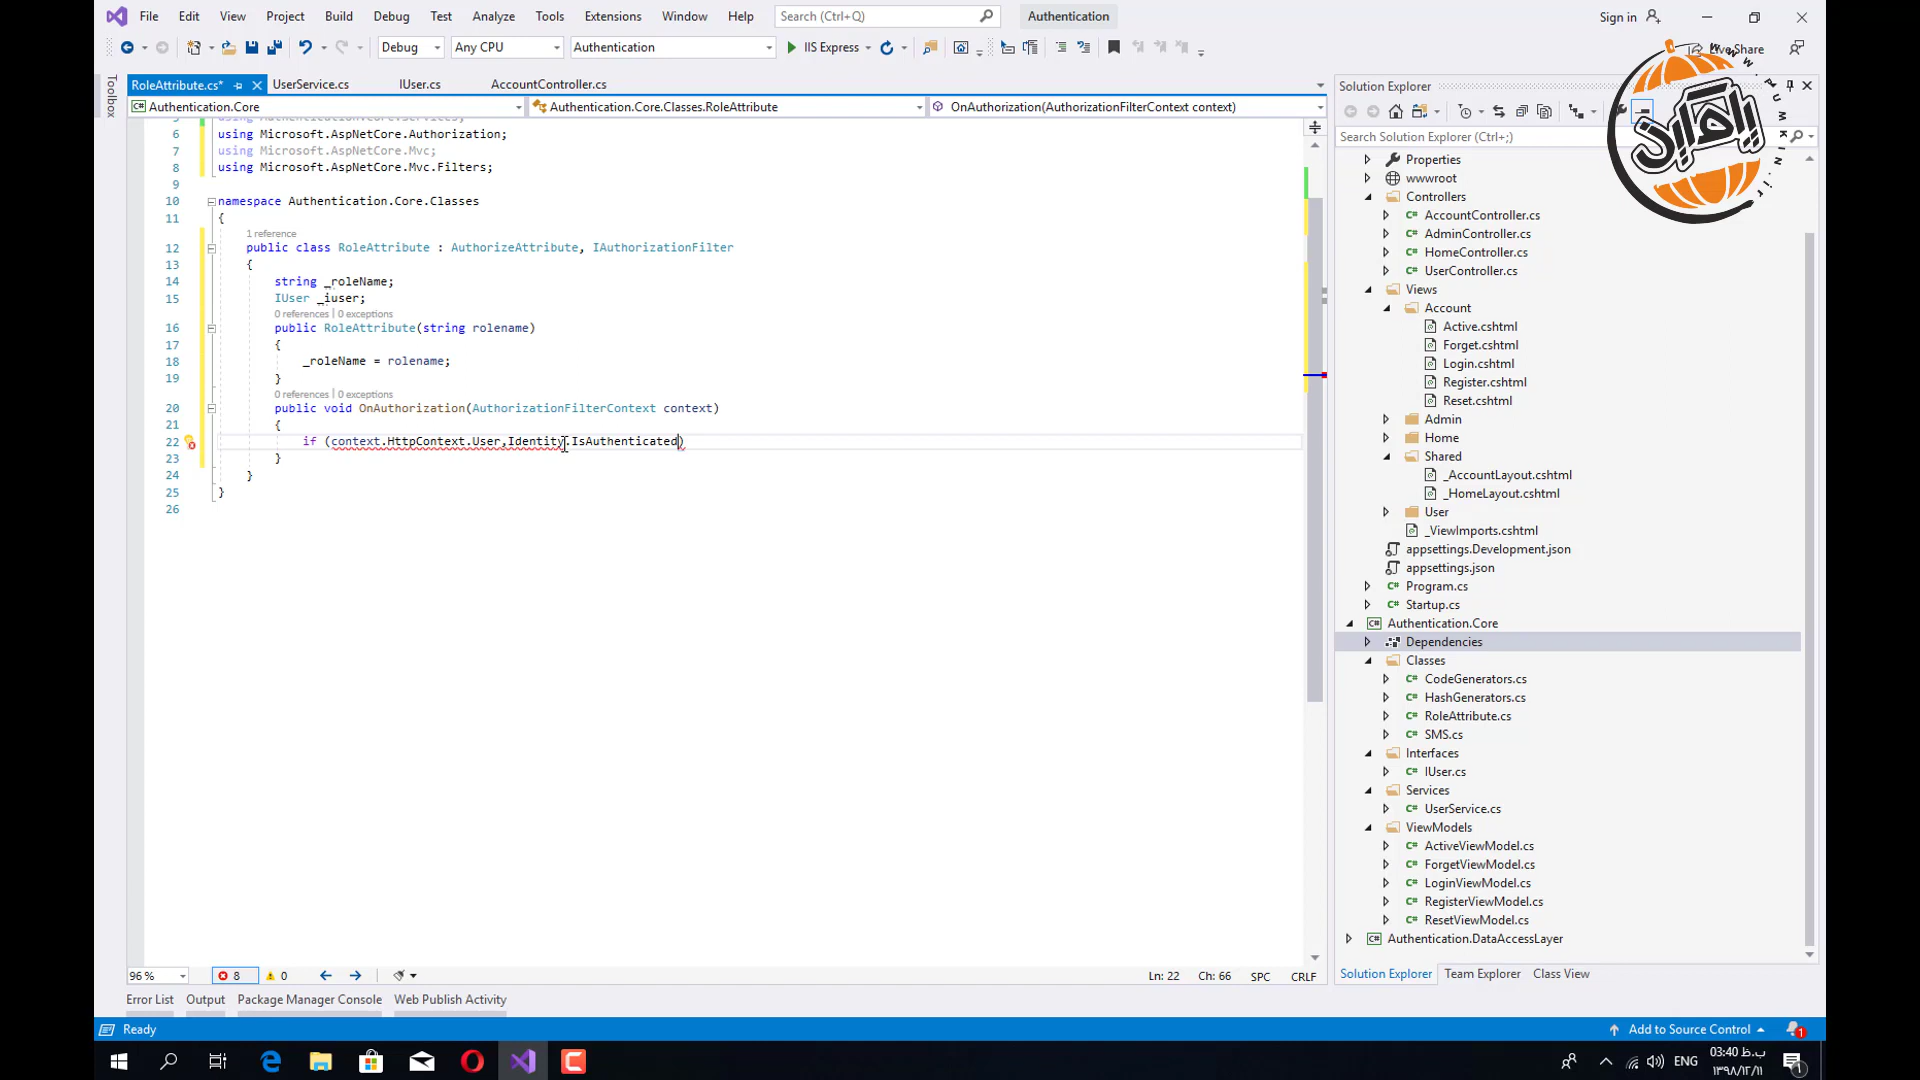 File Edit View Project Build Debug Test Analyze Tools Extensions Window Help Search (Ctrl+Q) Authentication Sign in
Debug Any CPU Authentication IIS Express Live Share
RoleAttribute.cs* UserService.cs IUser.cs AccountController.cs
Authentication.Core Authentication.Core.Classes.RoleAttribute OnAuthorization(AuthorizationFilterContext context)
Toolbox
6 using Microsoft.AspNetCore.Authorization;
7 using Microsoft.AspNetCore.Mvc;
8 using Microsoft.AspNetCore.Mvc.Filters;
9
10 namespace Authentication.Core.Classes
11 {
1 reference
12 public class RoleAttribute : AuthorizeAttribute, IAuthorizationFilter
13 {
14 string _roleName;
15 IUser _iuser;
0 references | 0 exceptions
16 public RoleAttribute(string rolename)
17 {
18 _roleName = rolename;
19 }
0 references | 0 exceptions
20 public void OnAuthorization(AuthorizationFilterContext context)
21 {
22 if (context.HttpContext.User,Identity.IsAuthenticated)
23 }
24 }
25 }
26
96 % 8 0 Ln: 22 Ch: 66 SPC CRLF
Error List Output Package Manager Console Web Publish Activity
Solution Explorer
Search Solution Explorer (Ctrl+;)
Properties
wwwroot
Controllers
AccountController.cs
AdminController.cs
HomeController.cs
UserController.cs
Views
Account
Active.cshtml
Forget.cshtml
Login.cshtml
Register.cshtml
Reset.cshtml
Admin
Home
Shared
_AccountLayout.cshtml
_HomeLayout.cshtml
User
_ViewImports.cshtml
appsettings.Development.json
appsettings.json
Program.cs
Startup.cs
Authentication.Core
Dependencies
Classes
CodeGenerators.cs
HashGenerators.cs
RoleAttribute.cs
SMS.cs
Interfaces
IUser.cs
Services
UserService.cs
ViewModels
ActiveViewModel.cs
ForgetViewModel.cs
LoginViewModel.cs
RegisterViewModel.cs
ResetViewModel.cs
Authentication.DataAccessLayer
Solution Explorer Team Explorer Class View
Ready Add to Source Control 1
ENG 03:40 ب.ظ
۱۳۹۸/۱۲/۱۱